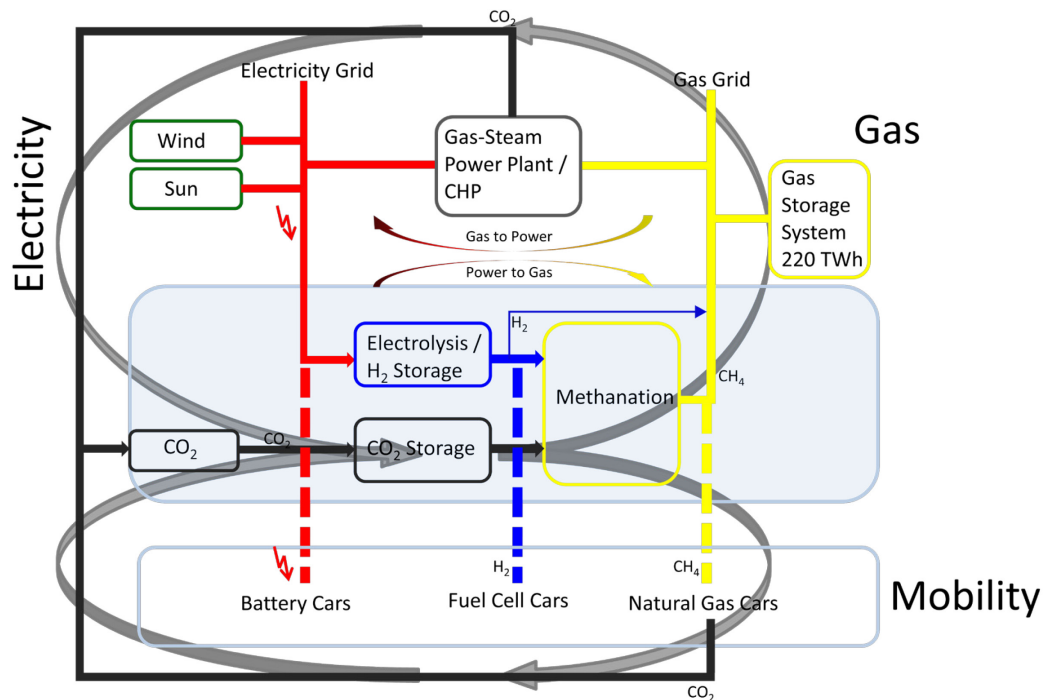 CO₂
Electricity Grid
Gas Grid
Electricity
Gas
Wind
Sun
Gas-Steam
Power Plant /
CHP
Gas
Storage
System
220 TWh
Gas to Power
Power to Gas
H₂
Electrolysis /
H₂ Storage
CH₄
Methanation
CO₂
CO₂
CO₂ Storage
H₂
CH₄
Battery Cars
Fuel Cell Cars
Natural Gas Cars
Mobility
CO₂